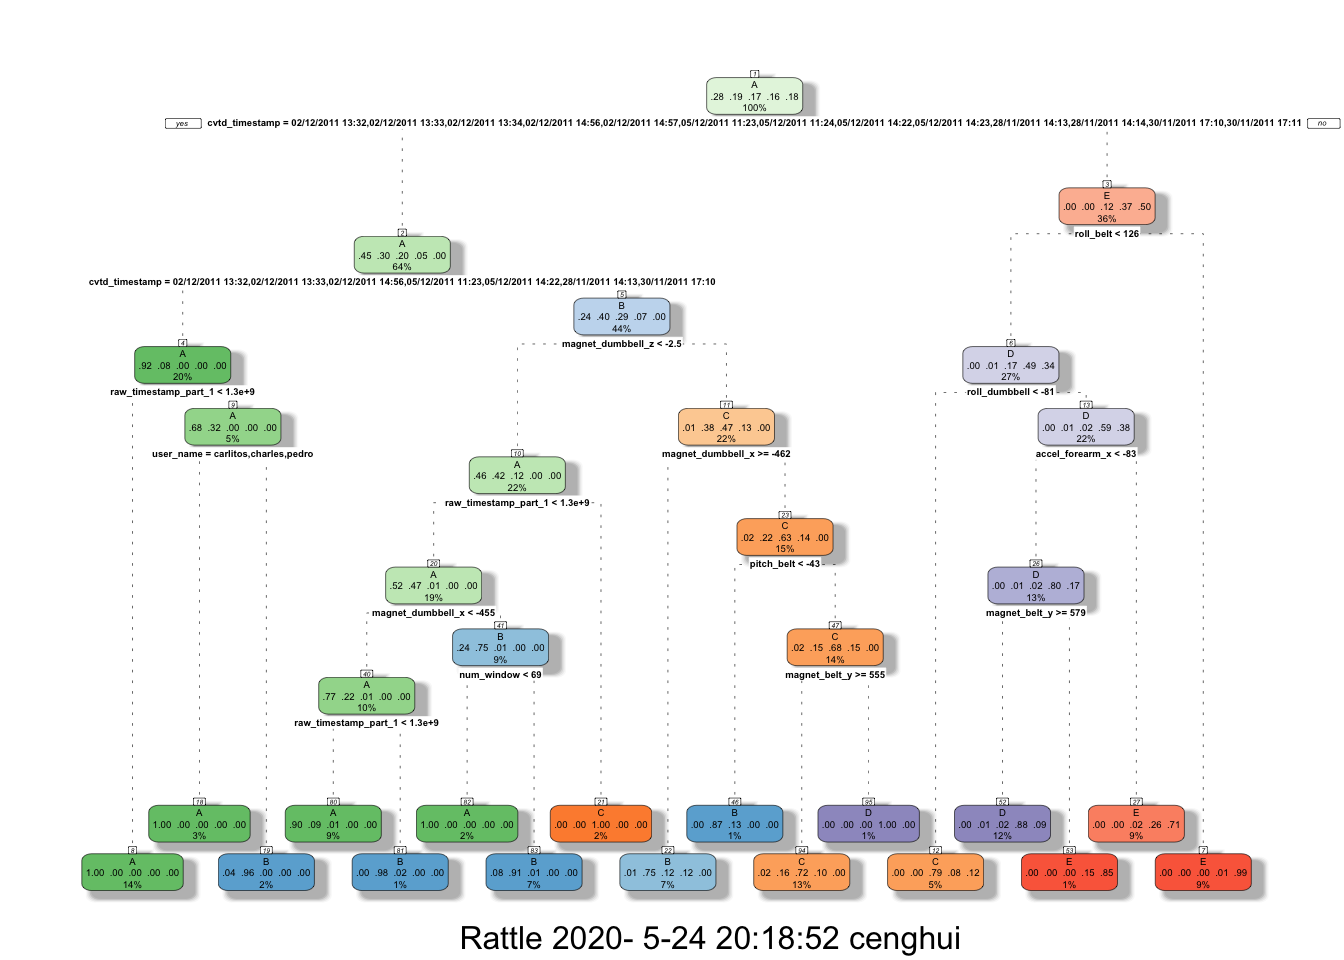 1
A
.28 .19 .17 .16 .18
100%
yes cvtd_timestamp = 02/12/2011 13:32,02/12/2011 13:33,02/12/2011 13:34,02/12/2011 14:56,02/12/2011 14:57,05/12/2011 11:23,05/12/2011 11:24,05/12/2011 14:22,05/12/2011 14:23,28/11/2011 14:13,28/11/2011 14:14,30/11/2011 17:10,30/11/2011 17:11 no
3
E
.00 .00 .12 .37 .50
36%
roll_belt < 126
2
A
.45 .30 .20 .05 .00
64%
cvtd_timestamp = 02/12/2011 13:32,02/12/2011 13:33,02/12/2011 14:56,05/12/2011 11:23,05/12/2011 14:22,28/11/2011 14:13,30/11/2011 17:10
5
B
.24 .40 .29 .07 .00
44%
magnet_dumbbell_z < -2.5
4
A
.92 .08 .00 .00 .00
20%
raw_timestamp_part_1 < 1.3e+9
6
D
.00 .01 .17 .49 .34
27%
roll_dumbbell < -81
9
A
.68 .32 .00 .00 .00
5%
user_name = carlitos,charles,pedro
11
C
.01 .38 .47 .13 .00
22%
magnet_dumbbell_x >= -462
13
D
.00 .01 .02 .59 .38
22%
accel_forearm_x < -83
10
A
.46 .42 .12 .00 .00
22%
raw_timestamp_part_1 < 1.3e+9
23
C
.02 .22 .63 .14 .00
15%
pitch_belt < -43
20
A
.52 .47 .01 .00 .00
19%
magnet_dumbbell_x < -455
26
D
.00 .01 .02 .80 .17
13%
magnet_belt_y >= 579
41
B
.24 .75 .01 .00 .00
9%
num_window < 69
47
C
.02 .15 .68 .15 .00
14%
magnet_belt_y >= 555
40
A
.77 .22 .01 .00 .00
10%
raw_timestamp_part_1 < 1.3e+9
18
A
1.00 .00 .00 .00 .00
3%
80
A
.90 .09 .01 .00 .00
9%
82
A
1.00 .00 .00 .00 .00
2%
21
C
.00 .00 1.00 .00 .00
2%
46
B
.00 .87 .13 .00 .00
1%
95
D
.00 .00 .00 1.00 .00
1%
52
D
.00 .01 .02 .88 .09
12%
27
E
.00 .00 .02 .26 .71
9%
8
A
1.00 .00 .00 .00 .00
14%
19
B
.04 .96 .00 .00 .00
2%
81
B
.00 .98 .02 .00 .00
1%
83
B
.08 .91 .01 .00 .00
7%
22
B
.01 .75 .12 .12 .00
7%
94
C
.02 .16 .72 .10 .00
13%
12
C
.00 .00 .79 .08 .12
5%
53
E
.00 .00 .00 .15 .85
1%
7
E
.00 .00 .00 .01 .99
9%
Rattle 2020- 5-24 20:18:52 cenghui